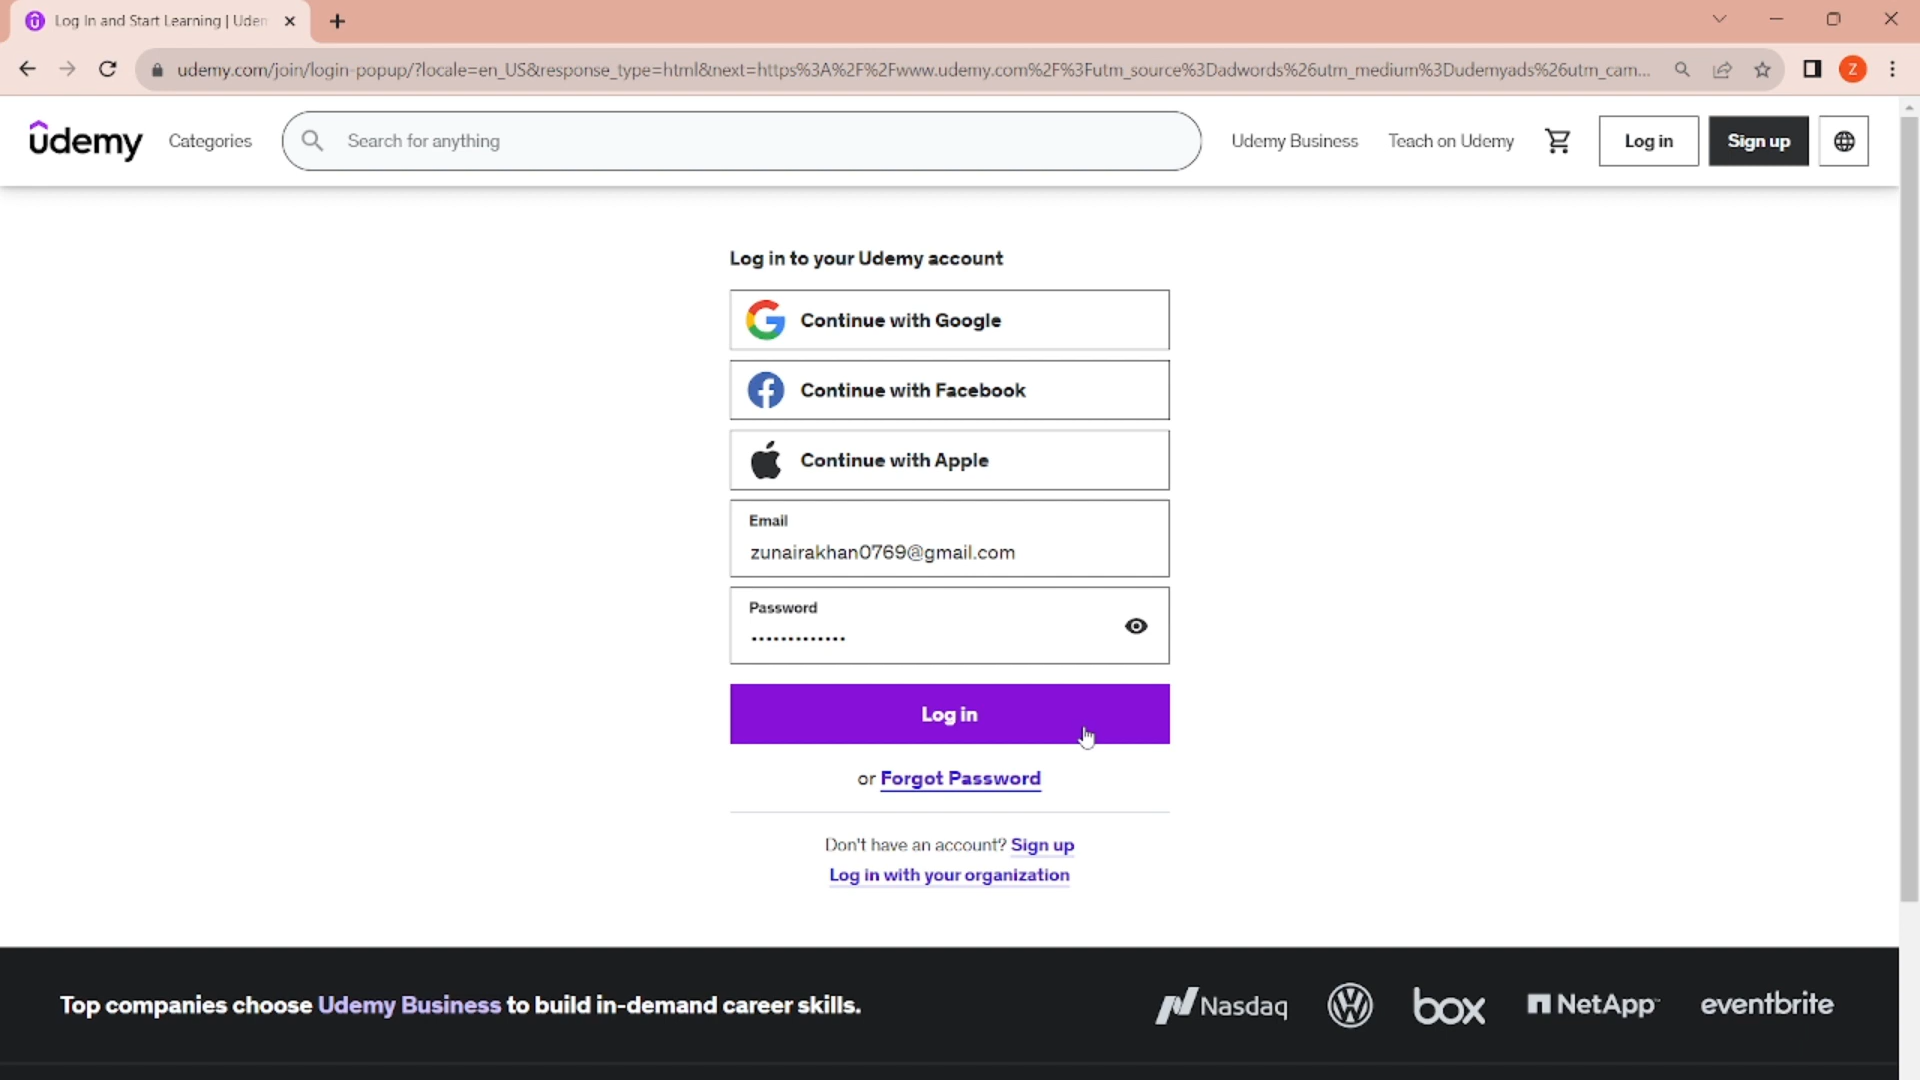 Log In and Start Learning | Uden
udemy.com/join/login-popup/?locale=en_US&response_type=html&next=https%3A%2F%2Fwww.udemy.com%2F%3Futm_source%3Dadwords%26utm_medium%3Dudemyads%26utm_cam...
Z
udemy
Categories
Search for anything
Udemy Business
Teach on Udemy
Log in
Sign up
Log in to your Udemy account
Continue with Google
Continue with Facebook
Continue with Apple
Email
zunairakhan0769@gmail.com
Password
•••••••••••••
Log in
or Forgot Password
Don't have an account? Sign up
Log in with your organization
Top companies choose Udemy Business to build in-demand career skills.
Nasdaq
box
NetApp
eventbrite